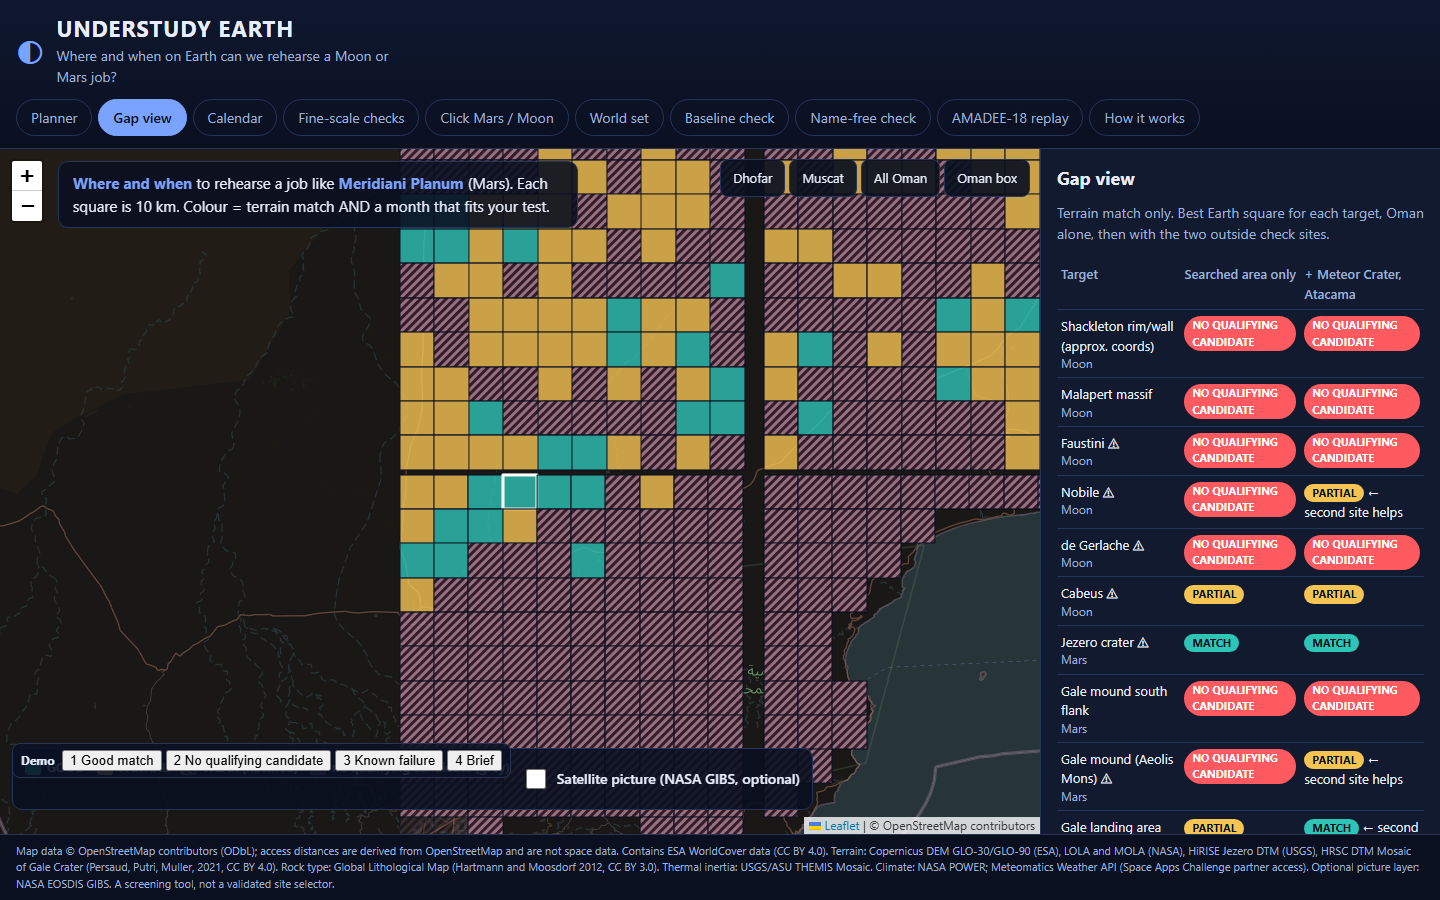 UNDERSTUDY EARTH
Where and when on Earth can we rehearse a Moon or
Mars job?
Planner
Gap view
Calendar
Fine-scale checks
Click Mars / Moon
World set
Baseline check
Name-free check
AMADEE-18 replay
How it works
+
−
Where and when to rehearse a job like Meridiani Planum (Mars). Each
square is 10 km. Colour = terrain match AND a month that fits your test.
Dhofar
Muscat
All Oman
Oman box
Demo
1 Good match
2 No qualifying candidate
3 Known failure
4 Brief
Satellite picture (NASA GIBS, optional)
Leaflet | © OpenStreetMap contributors
Gap view
Terrain match only. Best Earth square for each target, Oman
alone, then with the two outside check sites.
Target
Searched area only
+ Meteor Crater,
Atacama
Shackleton rim/wall
(approx. coords)
Moon
NO QUALIFYING
CANDIDATE
NO QUALIFYING
CANDIDATE
Malapert massif
Moon
NO QUALIFYING
CANDIDATE
NO QUALIFYING
CANDIDATE
Faustini ⚠
Moon
NO QUALIFYING
CANDIDATE
NO QUALIFYING
CANDIDATE
Nobile ⚠
Moon
NO QUALIFYING
CANDIDATE
PARTIAL ←
second site helps
de Gerlache ⚠
Moon
NO QUALIFYING
CANDIDATE
NO QUALIFYING
CANDIDATE
Cabeus ⚠
Moon
PARTIAL
PARTIAL
Jezero crater ⚠
Mars
MATCH
MATCH
Gale mound south
flank
Mars
NO QUALIFYING
CANDIDATE
NO QUALIFYING
CANDIDATE
Gale mound (Aeolis
Mons) ⚠
Mars
NO QUALIFYING
CANDIDATE
PARTIAL ←
second site helps
Gale landing area
PARTIAL
MATCH ← second
Map data © OpenStreetMap contributors (ODbL); access distances are derived from OpenStreetMap and are not space data. Contains ESA WorldCover data (CC BY 4.0). Terrain: Copernicus DEM GLO-30/GLO-90 (ESA), LOLA and MOLA (NASA), HiRISE Jezero DTM (USGS), HRSC DTM Mosaic
of Gale Crater (Persaud, Putri, Muller, 2021, CC BY 4.0). Rock type: Global Lithological Map (Hartmann and Moosdorf 2012, CC BY 3.0). Thermal inertia: USGS/ASU THEMIS Mosaic. Climate: NASA POWER; Meteomatics Weather API (Space Apps Challenge partner access). Optional picture layer:
NASA EOSDIS GIBS. A screening tool, not a validated site selector.